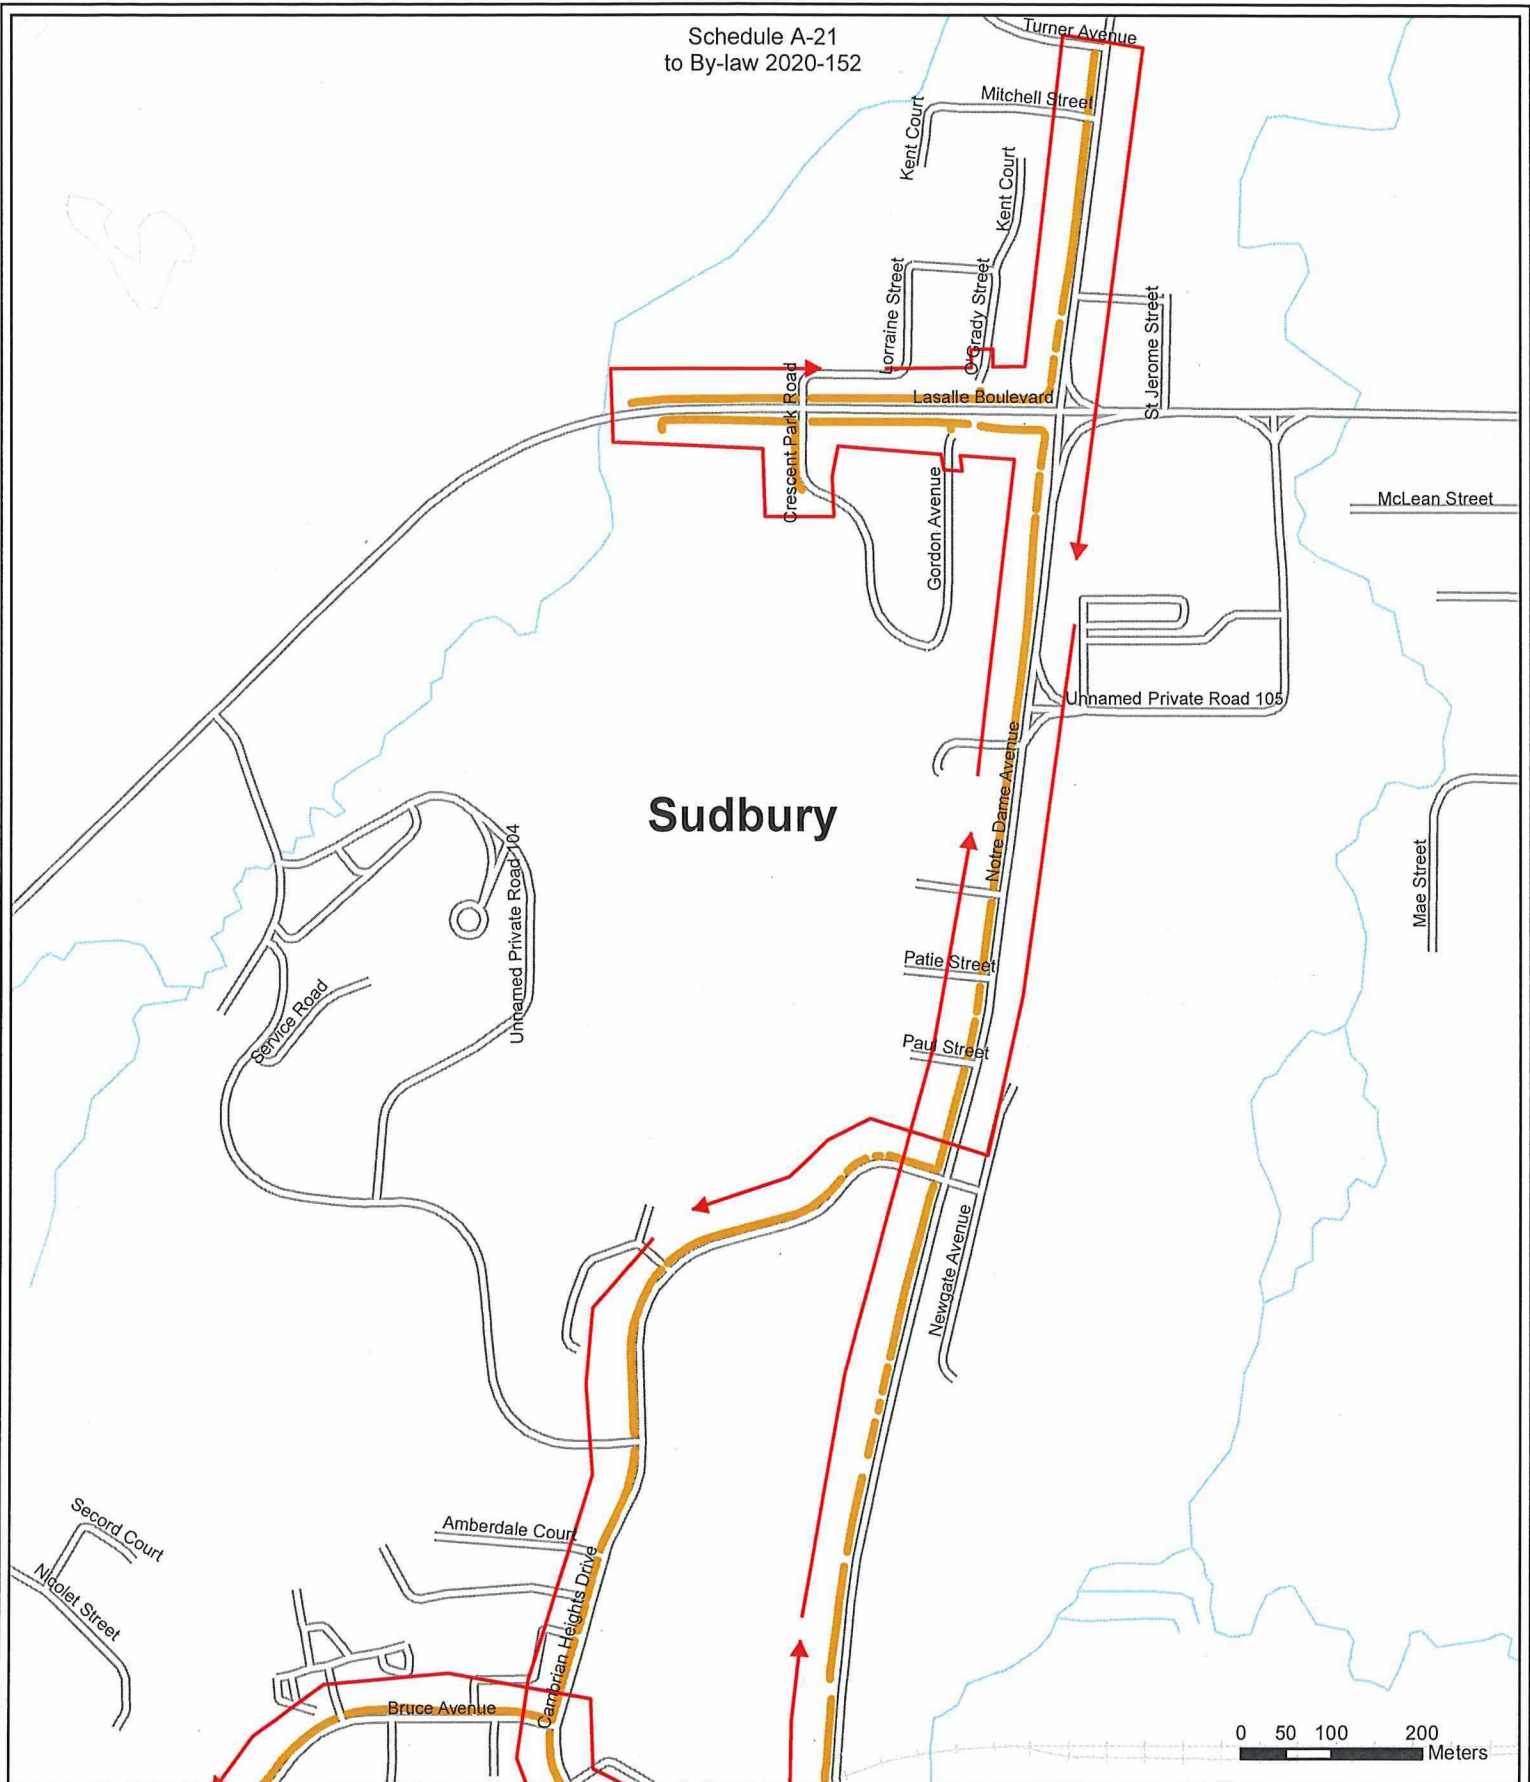 Schedule A-21
to By-law 2020-152
Turner Avenue
Mitchell Street
Kent Court
Kent Court
Lorraine Street
O'Grady Street
St Jerome Street
Crescent Park Road
Lasalle Boulevard
Gordon Avenue
McLean Street
Unnamed Private Road 105
Notre Dame Avenue
Sudbury
Unnamed Private Road 104
Mae Street
Patie Street
Service Road
Paul Street
Newgate Avenue
Second Court
Amberdale Court
Nicolet Street
Cambrian Heights Drive
Bruce Avenue
0 50 100 200
Meters